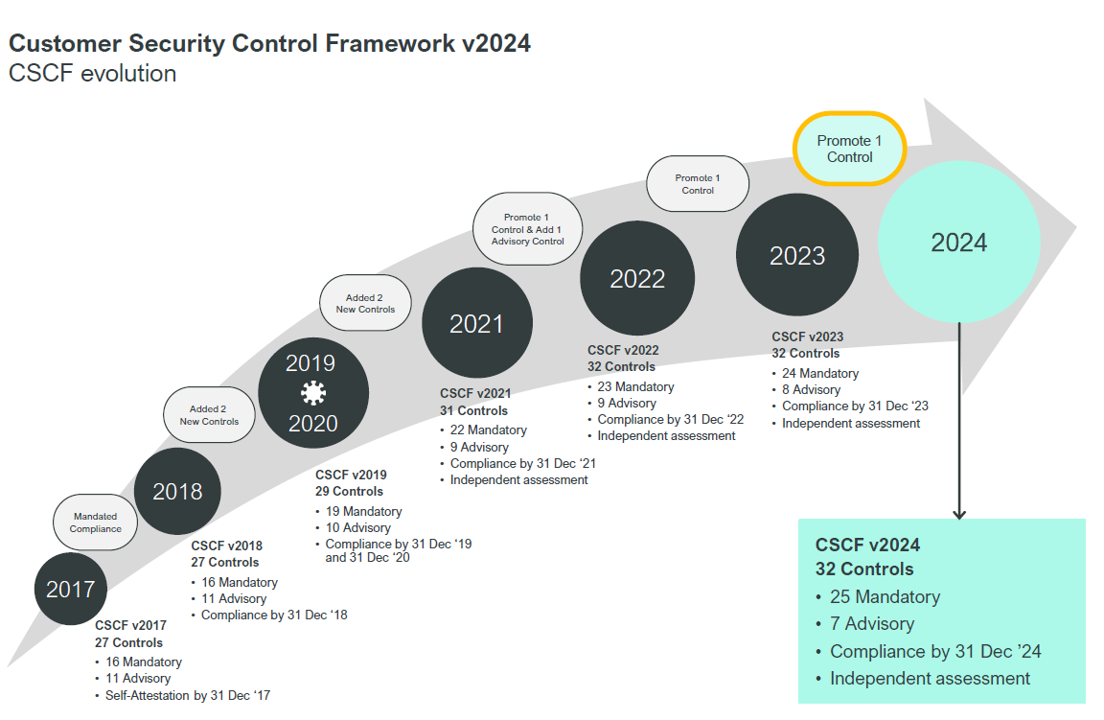 Customer Security Control Framework v2024
CSCF evolution
2017
CSCF v2017
27 Controls
• 16 Mandatory
• 11 Advisory
• Self-Attestation by 31 Dec ‘17
Mandated
Compliance
2018
CSCF v2018
27 Controls
• 16 Mandatory
• 11 Advisory
• Compliance by 31 Dec ‘18
Added 2
New Controls
2019
2020
CSCF v2019
29 Controls
• 19 Mandatory
• 10 Advisory
• Compliance by 31 Dec ‘19
and 31 Dec ‘20
Added 2
New Controls
2021
CSCF v2021
31 Controls
• 22 Mandatory
• 9 Advisory
• Compliance by 31 Dec ‘21
• Independent assessment
Promote 1
Control & Add 1
Advisory Control
2022
CSCF v2022
32 Controls
• 23 Mandatory
• 9 Advisory
• Compliance by 31 Dec ‘22
• Independent assessment
Promote 1
Control
2023
CSCF v2023
32 Controls
• 24 Mandatory
• 8 Advisory
• Compliance by 31 Dec ‘23
• Independent assessment
Promote 1
Control
2024
CSCF v2024
32 Controls
• 25 Mandatory
• 7 Advisory
• Compliance by 31 Dec ’24
• Independent assessment